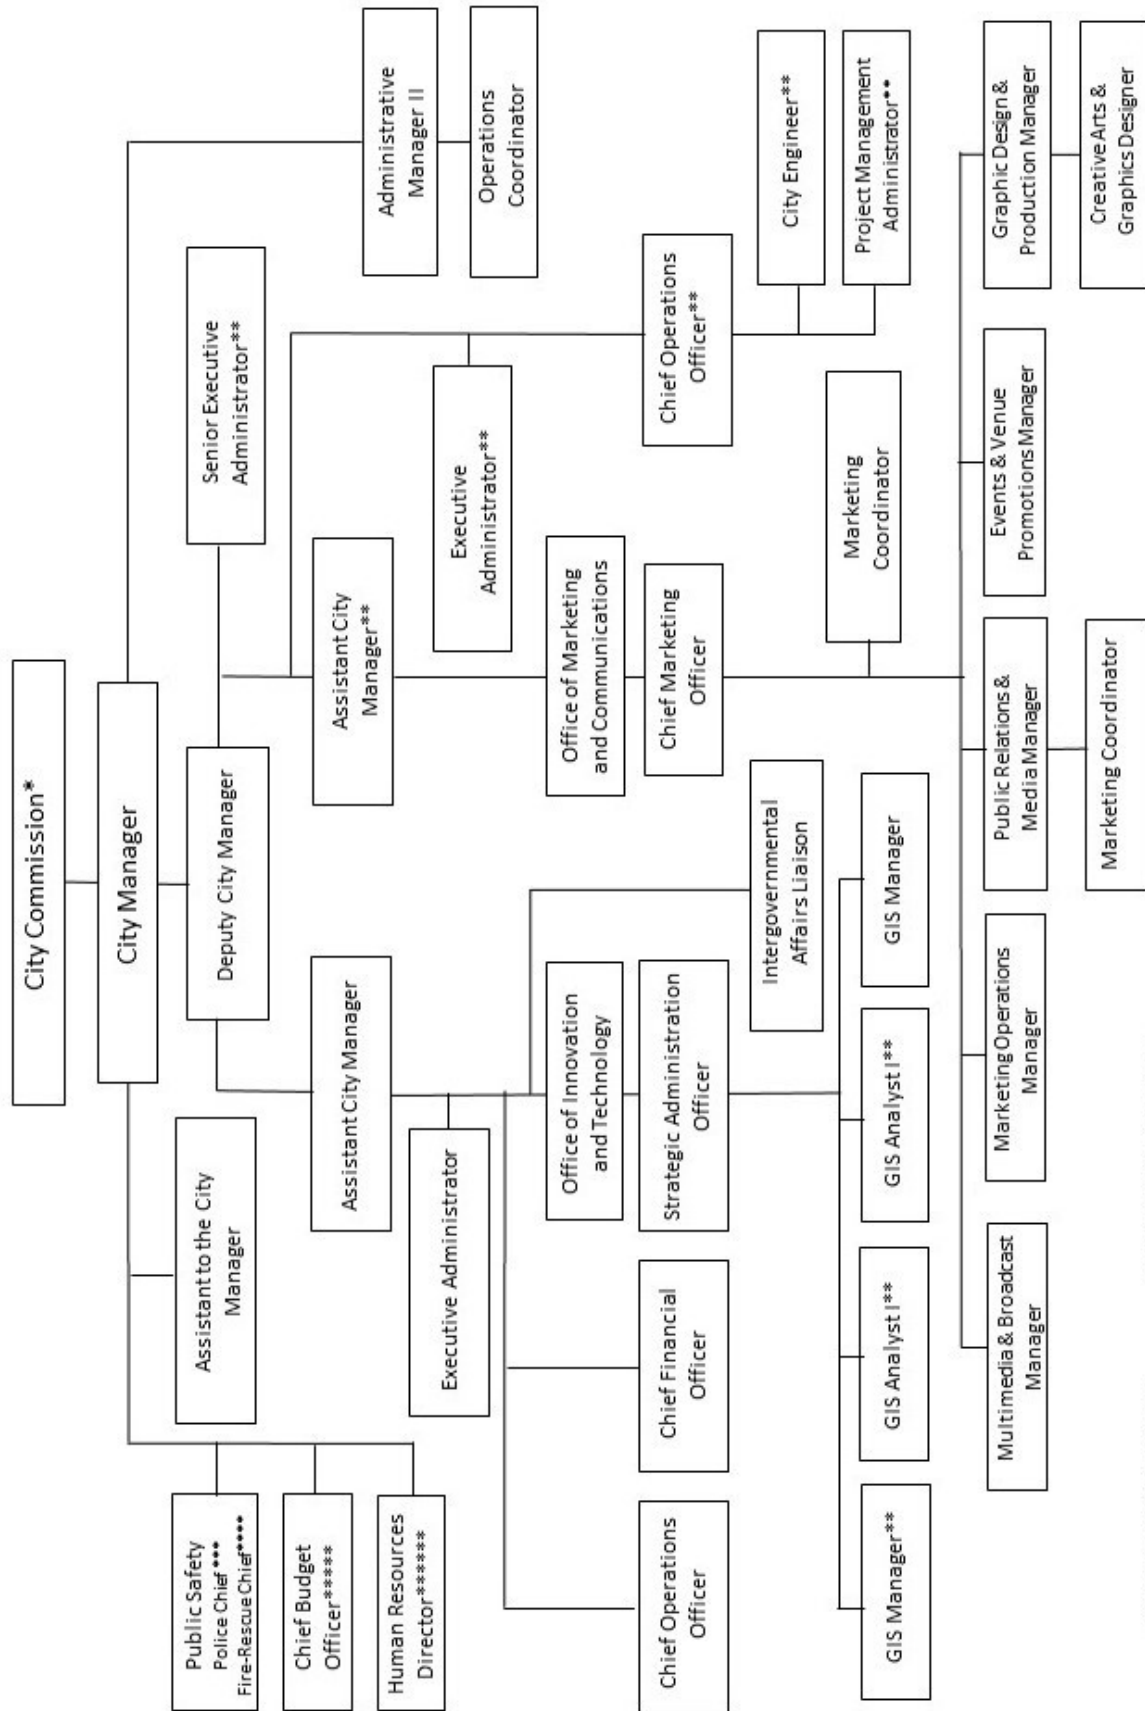 City Commission*
City Manager
Public Safety
Police Chief***
Fire-Rescue Chief****
Chief Budget
Officer*****
Human Resources
Director******
Assistant to the City
Manager
Deputy City Manager
Senior Executive
Administrator**
Administrative
Manager II
Operations
Coordinator
Assistant City Manager
Assistant City
Manager**
Executive Administrator
Executive
Administrator**
Office of Innovation
and Technology
Office of Marketing
and Communications
Chief Operations
Officer
Chief Financial
Officer
Strategic Administration
Officer
Chief Marketing
Officer
Chief Operations
Officer**
Intergovernmental
Affairs Liaison
City Engineer**
Project Management
Administrator**
Marketing
Coordinator
GIS Manager**
GIS Analyst I**
GIS Analyst I**
GIS Manager
Multimedia & Broadcast
Manager
Marketing Operations
Manager
Public Relations &
Media Manager
Events & Venue
Promotions Manager
Graphic Design &
Production Manager
Marketing Coordinator
Creative Arts &
Graphics Designer